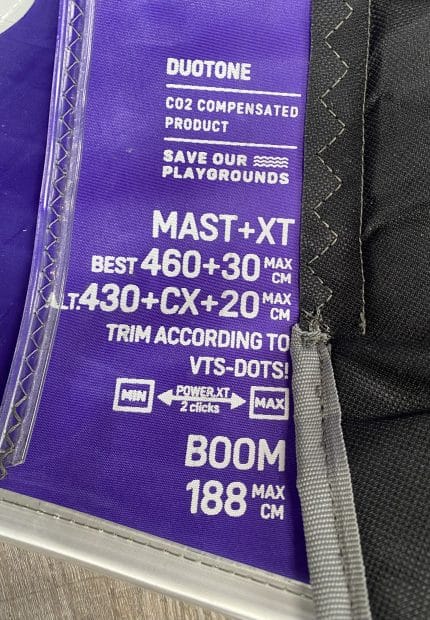 DUOTONE
CO2 COMPENSATED
PRODUCT
SAVE OUR
PLAYGROUNDS
MAST+XT
BEST 460+30 MAX CM
LT.430+CX+20 MAX CM
TRIM ACCORDING TO
VTS-DOTS!
MIN POWER.XT MAX
2 clicks
BOOM
188 MAX CM